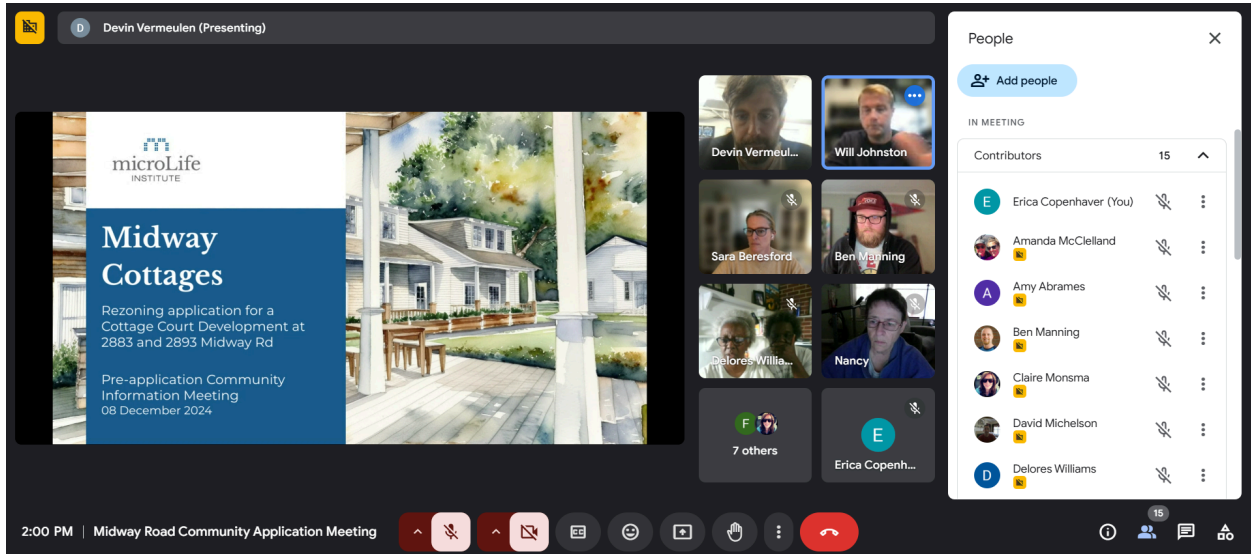 D Devin Vermeulen (Presenting)
microLife
INSTITUTE
Midway
Cottages
Rezoning application for a
Cottage Court Development at
2883 and 2893 Midway Rd
Pre-application Community
Information Meeting
08 December 2024
Devin Vermeul...
Will Johnston
Sara Beresford
Ben Manning
Delores Willia...
Nancy
F
7 others
E
Erica Copenh...
People
Add people
IN MEETING
Contributors 15
E Erica Copenhaver (You)
Amanda McClelland
A Amy Abrames
Ben Manning
Claire Monsma
David Michelson
D Delores Williams
2:00 PM | Midway Road Community Application Meeting
CC
15